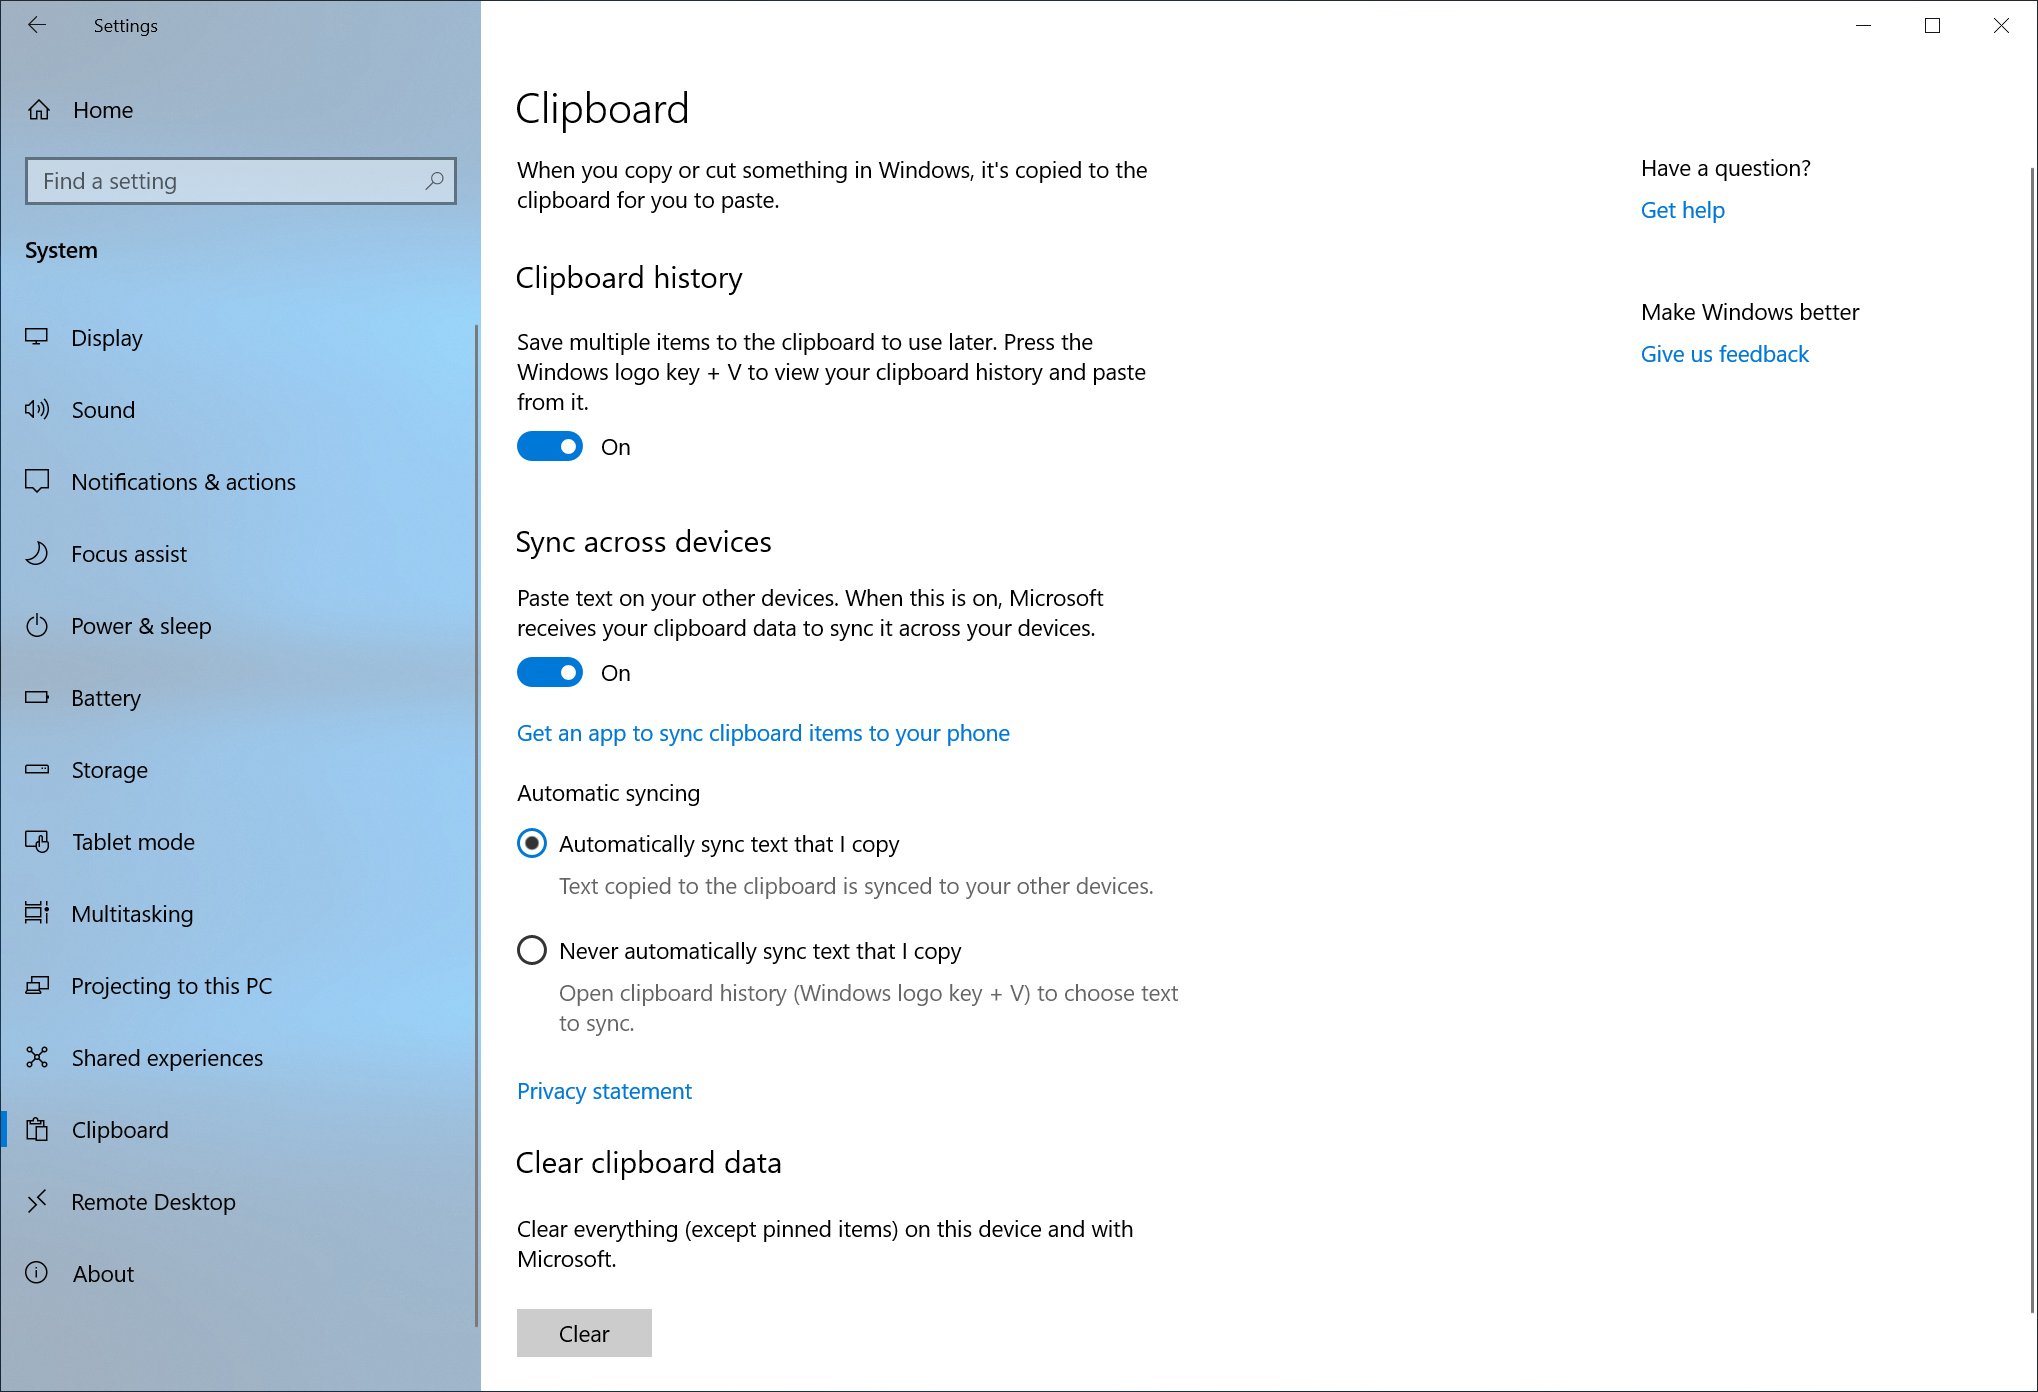 Settings
Home
Find a setting
System
Display
Sound
Notifications & actions
Focus assist
Power & sleep
Battery
Storage
Tablet mode
Multitasking
Projecting to this PC
Shared experiences
Clipboard
Remote Desktop
About
Clipboard
When you copy or cut something in Windows, it's copied to the
clipboard for you to paste.
Clipboard history
Save multiple items to the clipboard to use later. Press the
Windows logo key + V to view your clipboard history and paste
from it.
On
Sync across devices
Paste text on your other devices. When this is on, Microsoft
receives your clipboard data to sync it across your devices.
On
Get an app to sync clipboard items to your phone
Automatic syncing
Automatically sync text that I copy
Text copied to the clipboard is synced to your other devices.
Never automatically sync text that I copy
Open clipboard history (Windows logo key + V) to choose text
to sync.
Privacy statement
Clear clipboard data
Clear everything (except pinned items) on this device and with
Microsoft.
Clear
Have a question?
Get help
Make Windows better
Give us feedback